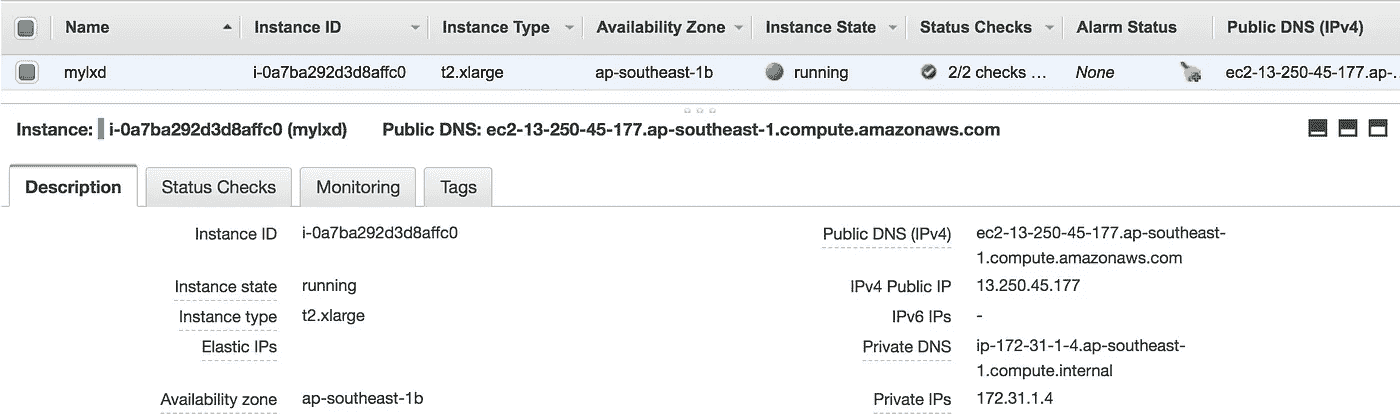 Name Instance ID Instance Type Availability Zone Instance State Status Checks Alarm Status Public DNS (IPv4)
mylxd i-0a7ba292d3d8affc0 t2.xlarge ap-southeast-1b running 2/2 checks ... None ec2-13-250-45-177.ap-...
Instance: i-0a7ba292d3d8affc0 (mylxd) Public DNS: ec2-13-250-45-177.ap-southeast-1.compute.amazonaws.com
Description Status Checks Monitoring Tags
Instance ID i-0a7ba292d3d8affc0 Public DNS (IPv4) ec2-13-250-45-177.ap-southeast-
1.compute.amazonaws.com
Instance state running IPv4 Public IP 13.250.45.177
Instance type t2.xlarge IPv6 IPs -
Elastic IPs Private DNS ip-172-31-1-4.ap-southeast-
1.compute.internal
Availability zone ap-southeast-1b Private IPs 172.31.1.4